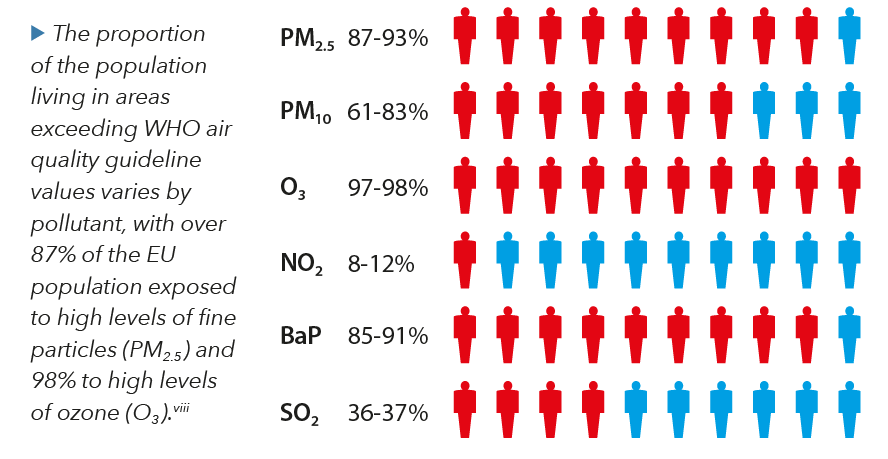 ▶ The proportion
of the population
living in areas
exceeding WHO air
quality guideline
values varies by
pollutant, with over
87% of the EU
population exposed
to high levels of fine
particles (PM2.5) and
98% to high levels
of ozone (O3).viii
PM2.5 87-93%
PM10 61-83%
O3 97-98%
NO2 8-12%
BaP 85-91%
SO2 36-37%